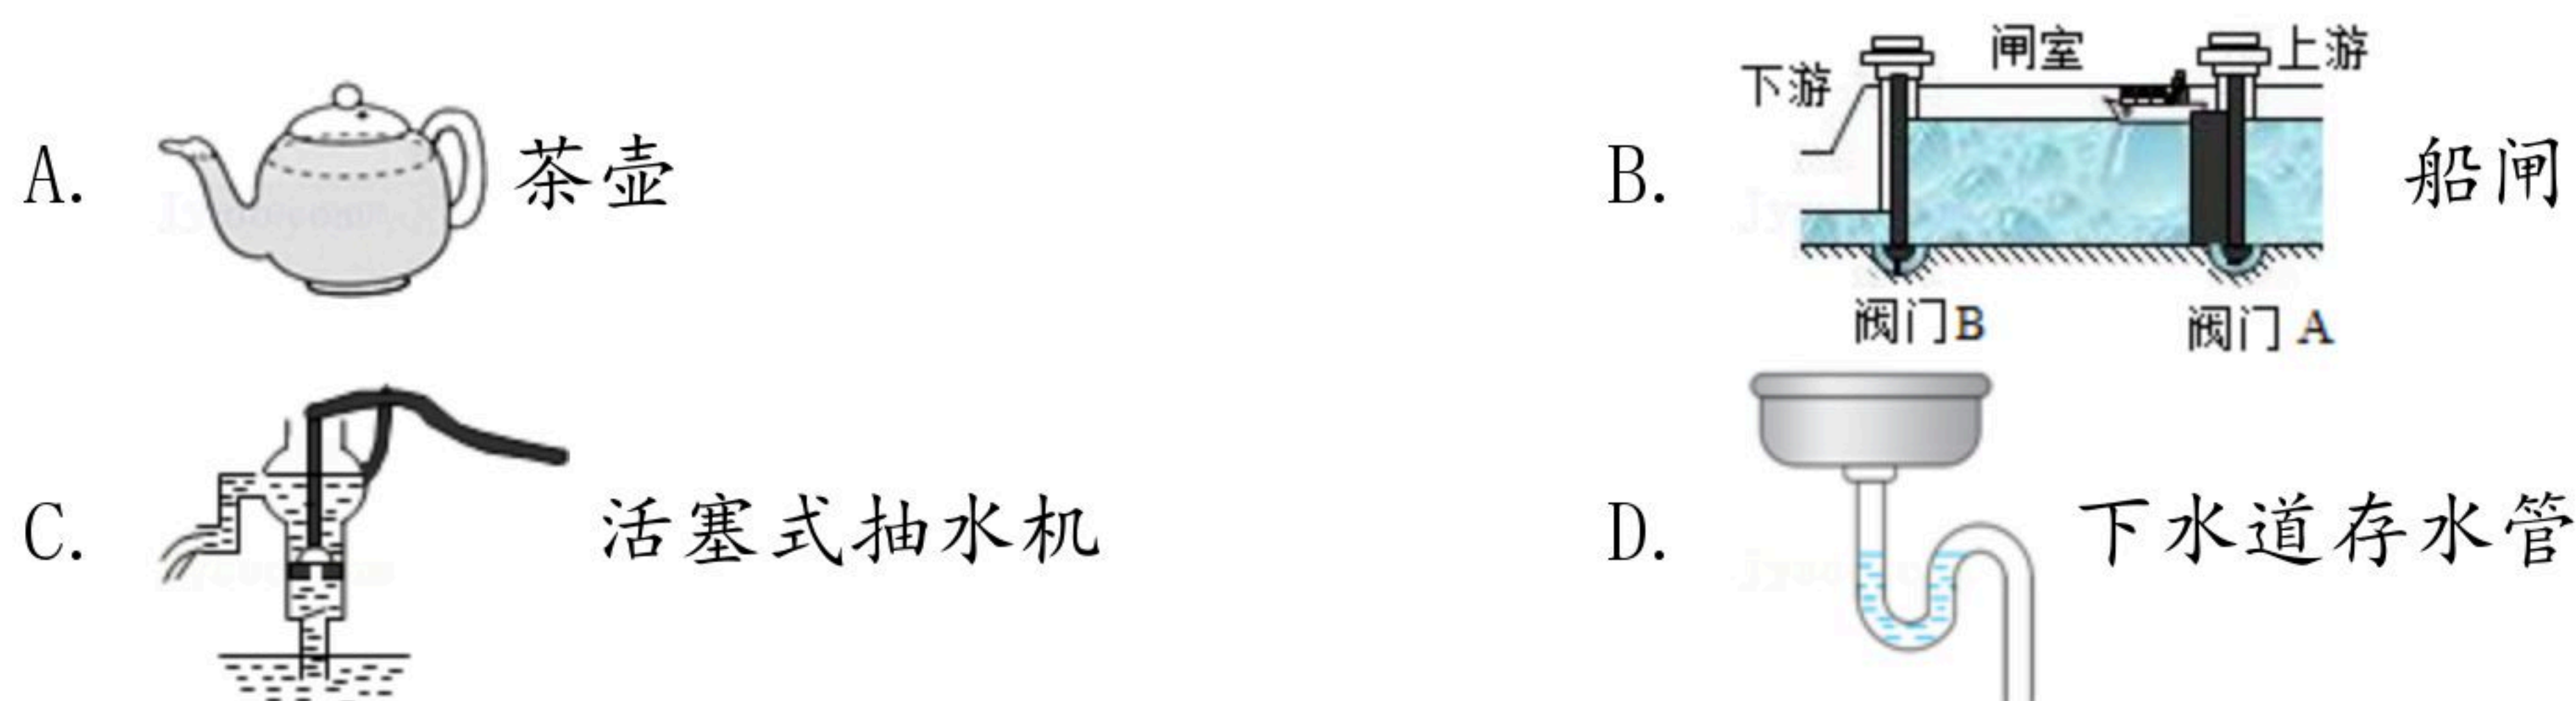 A. 茶壶
B. 下游 闸室 上游 阀门B 阀门A 船闸
C. 活塞式抽水机
D. 下水道存水管